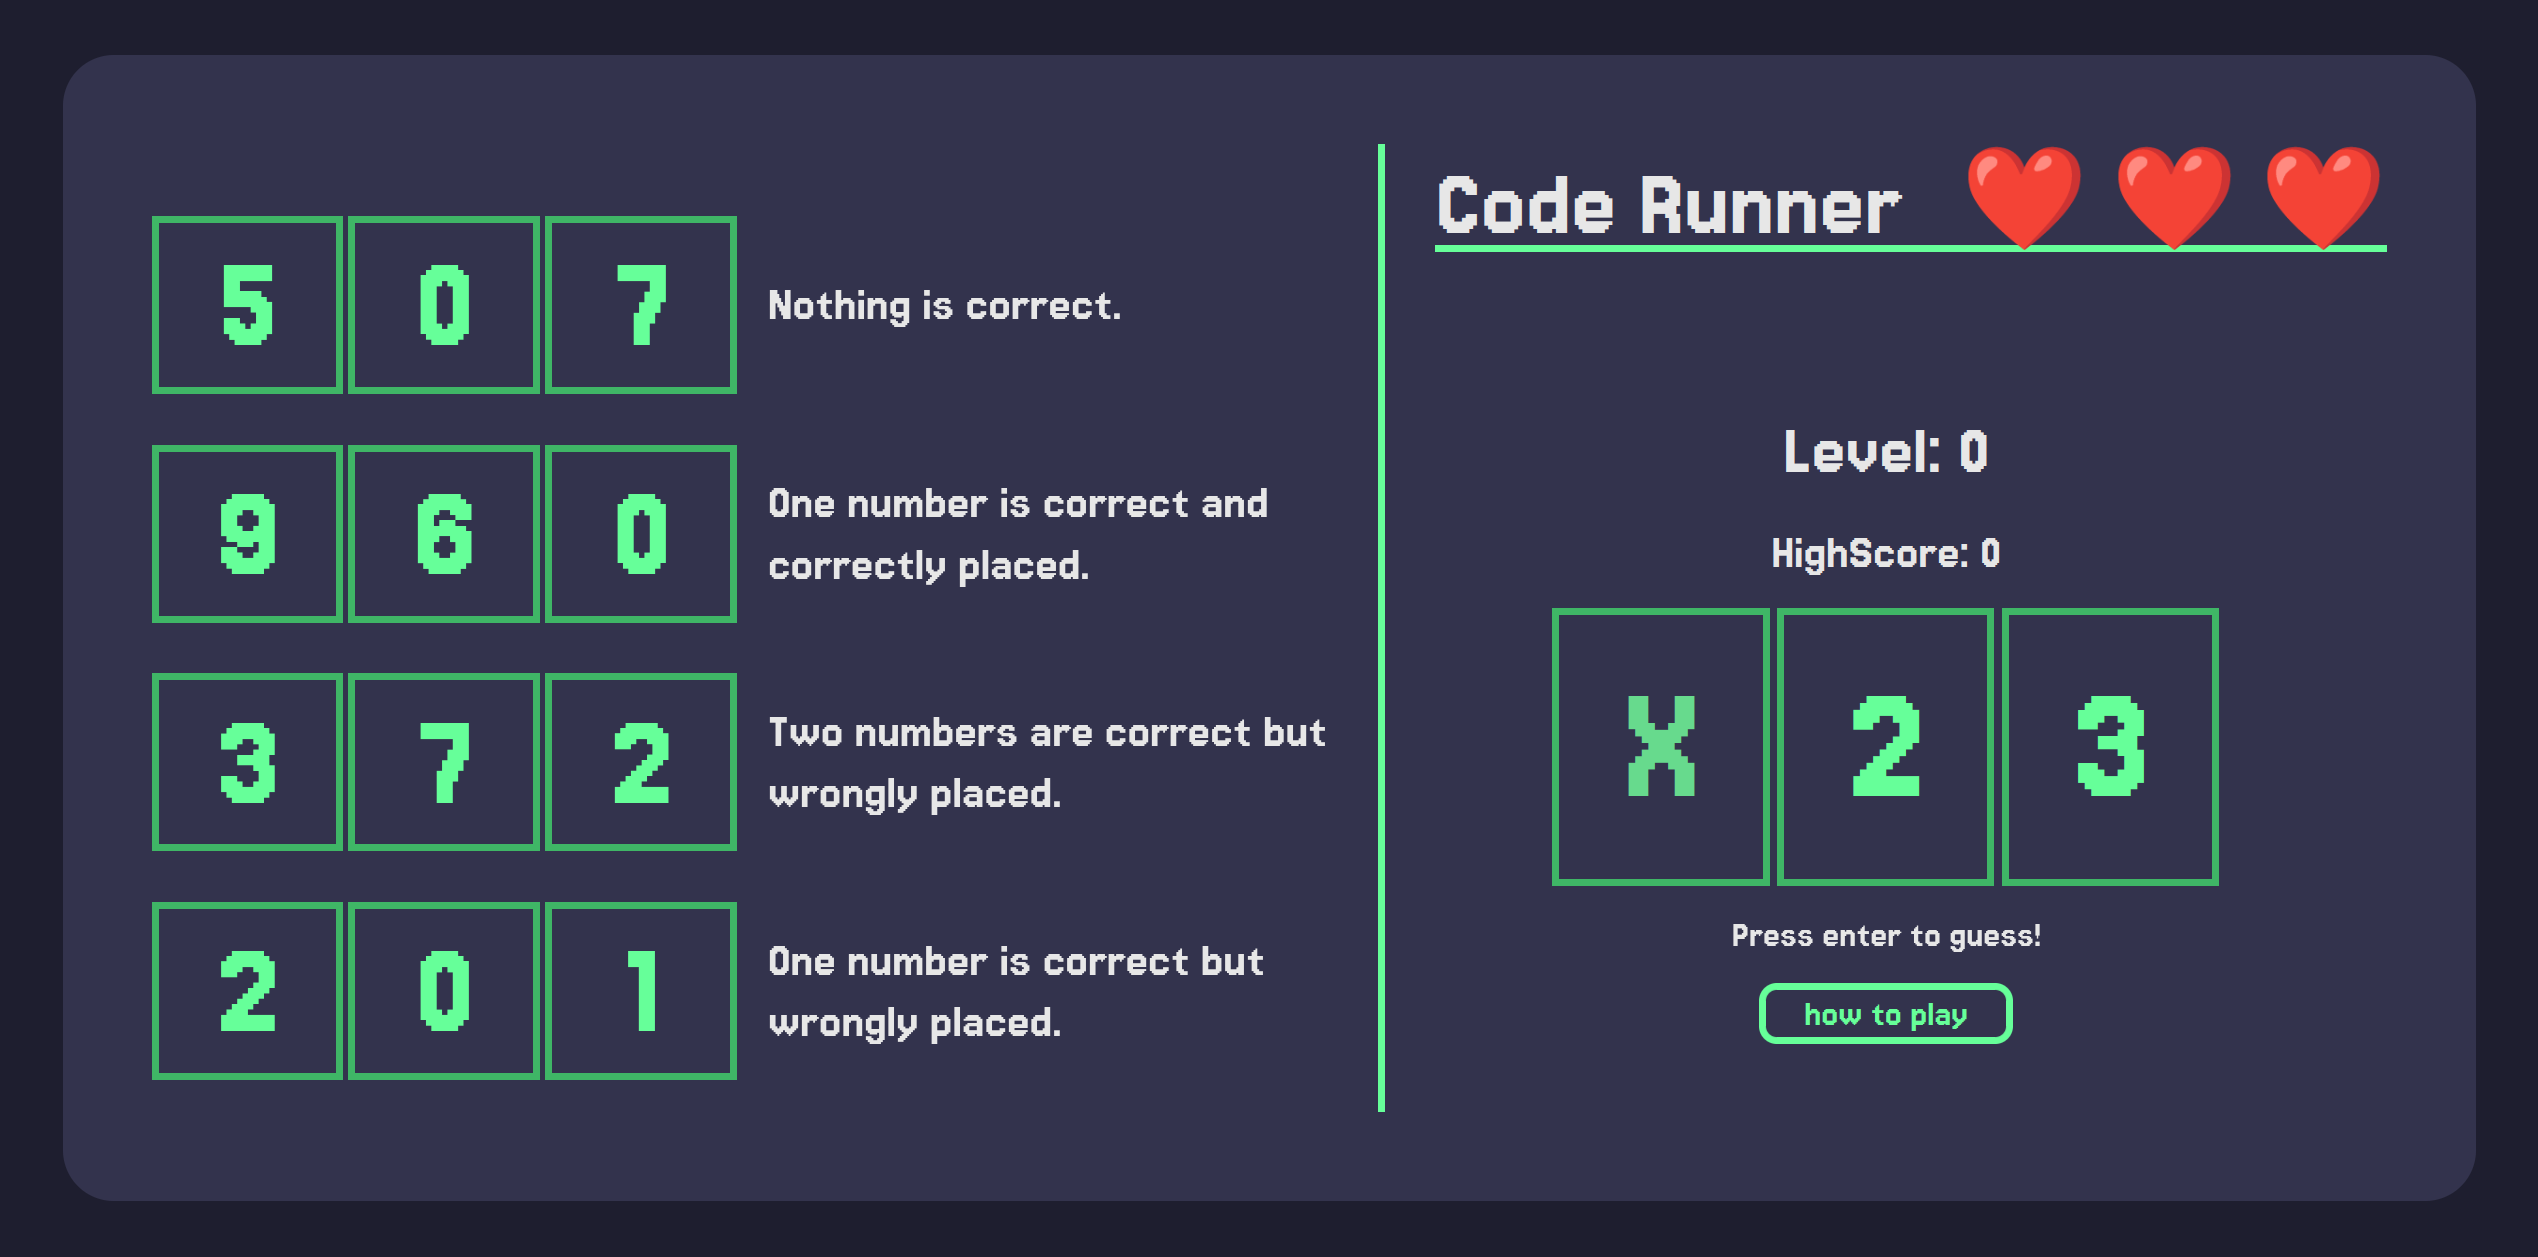 5 0 7
Nothing is correct.
9 6 0
One number is correct and
correctly placed.
3 7 2
Two numbers are correct but
wrongly placed.
2 0 1
One number is correct but
wrongly placed.
Code Runner
Level: 0
HighScore: 0
X 2 3
Press enter to guess!
how to play